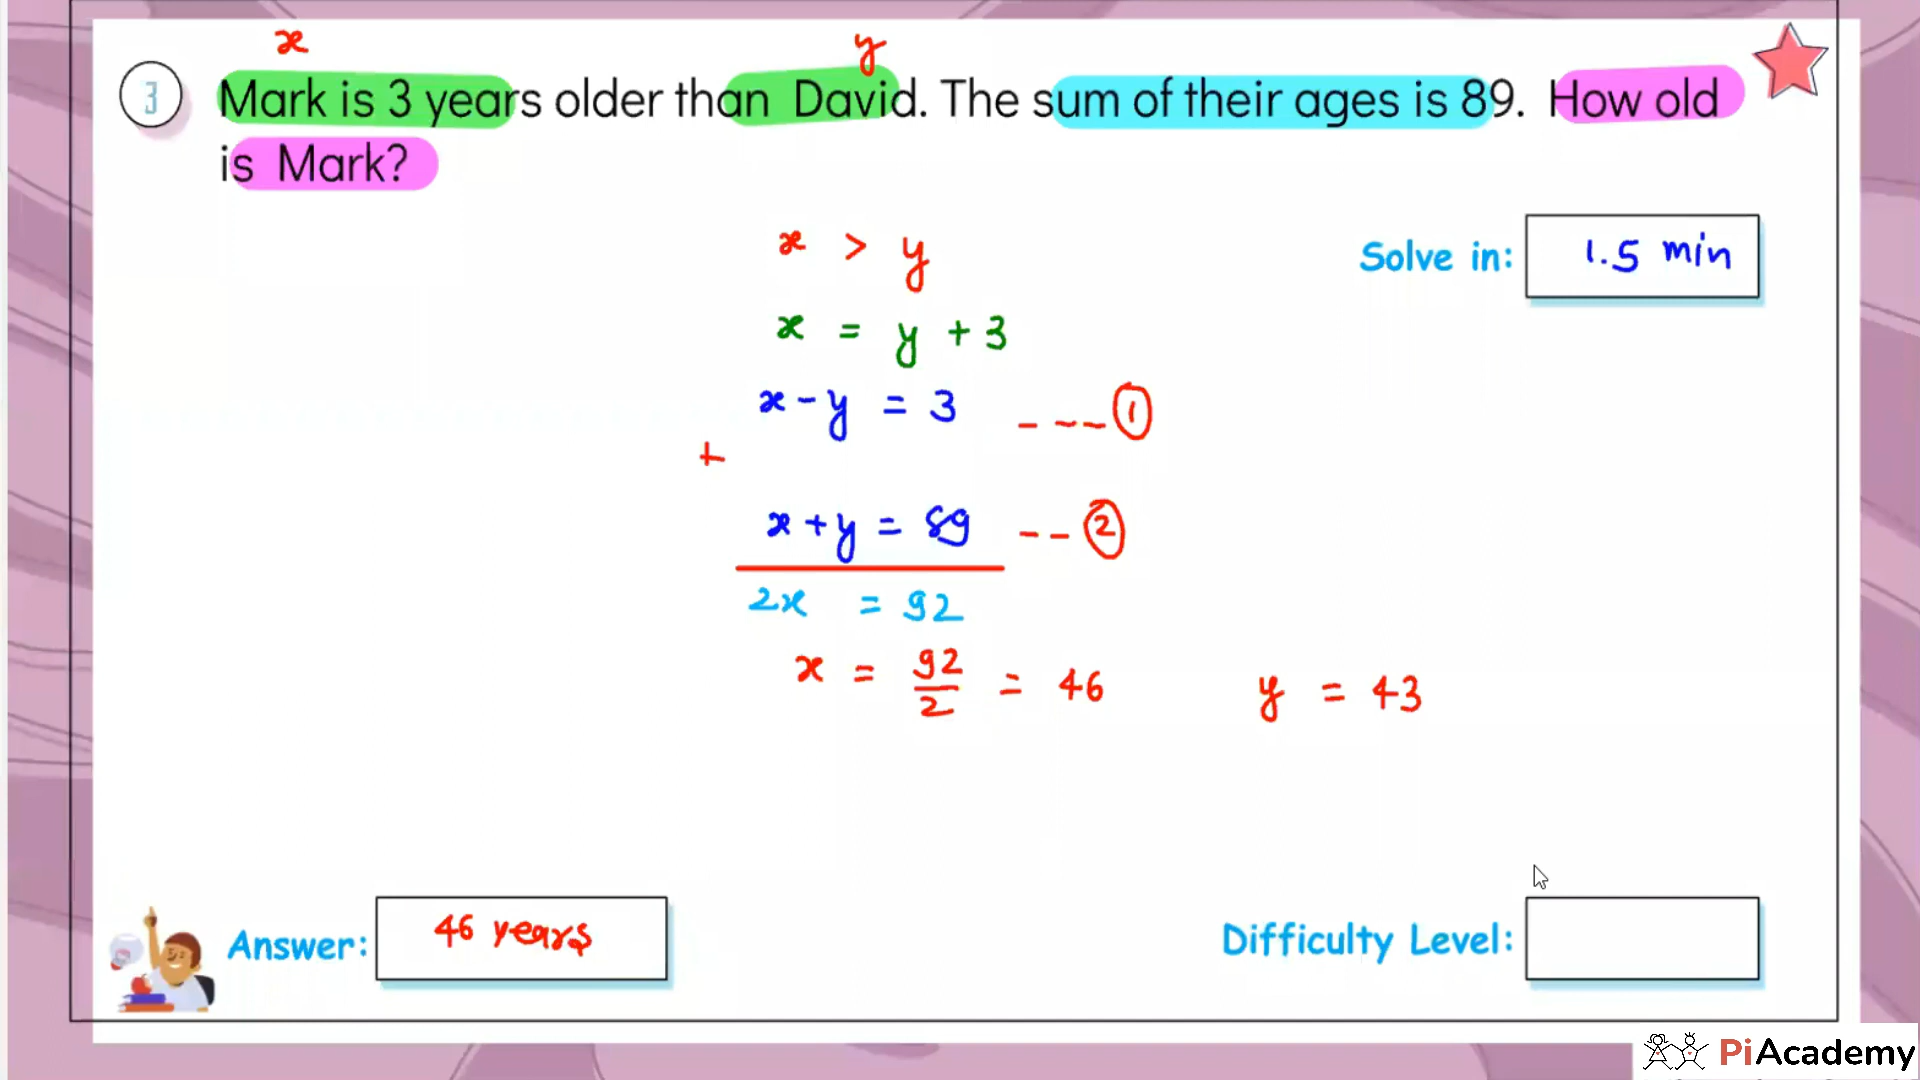 x
y
3 Mark is 3 years older than David. The sum of their ages is 89. How old
is Mark?
x > y
Solve in: 1.5 min
x = y + 3
x - y = 3 - - - - ①
+
x + y = 89 - - ②
2x = 92
x = 92/2 = 46 y = 43
Answer: 46 years
Difficulty Level:
PiAcademy